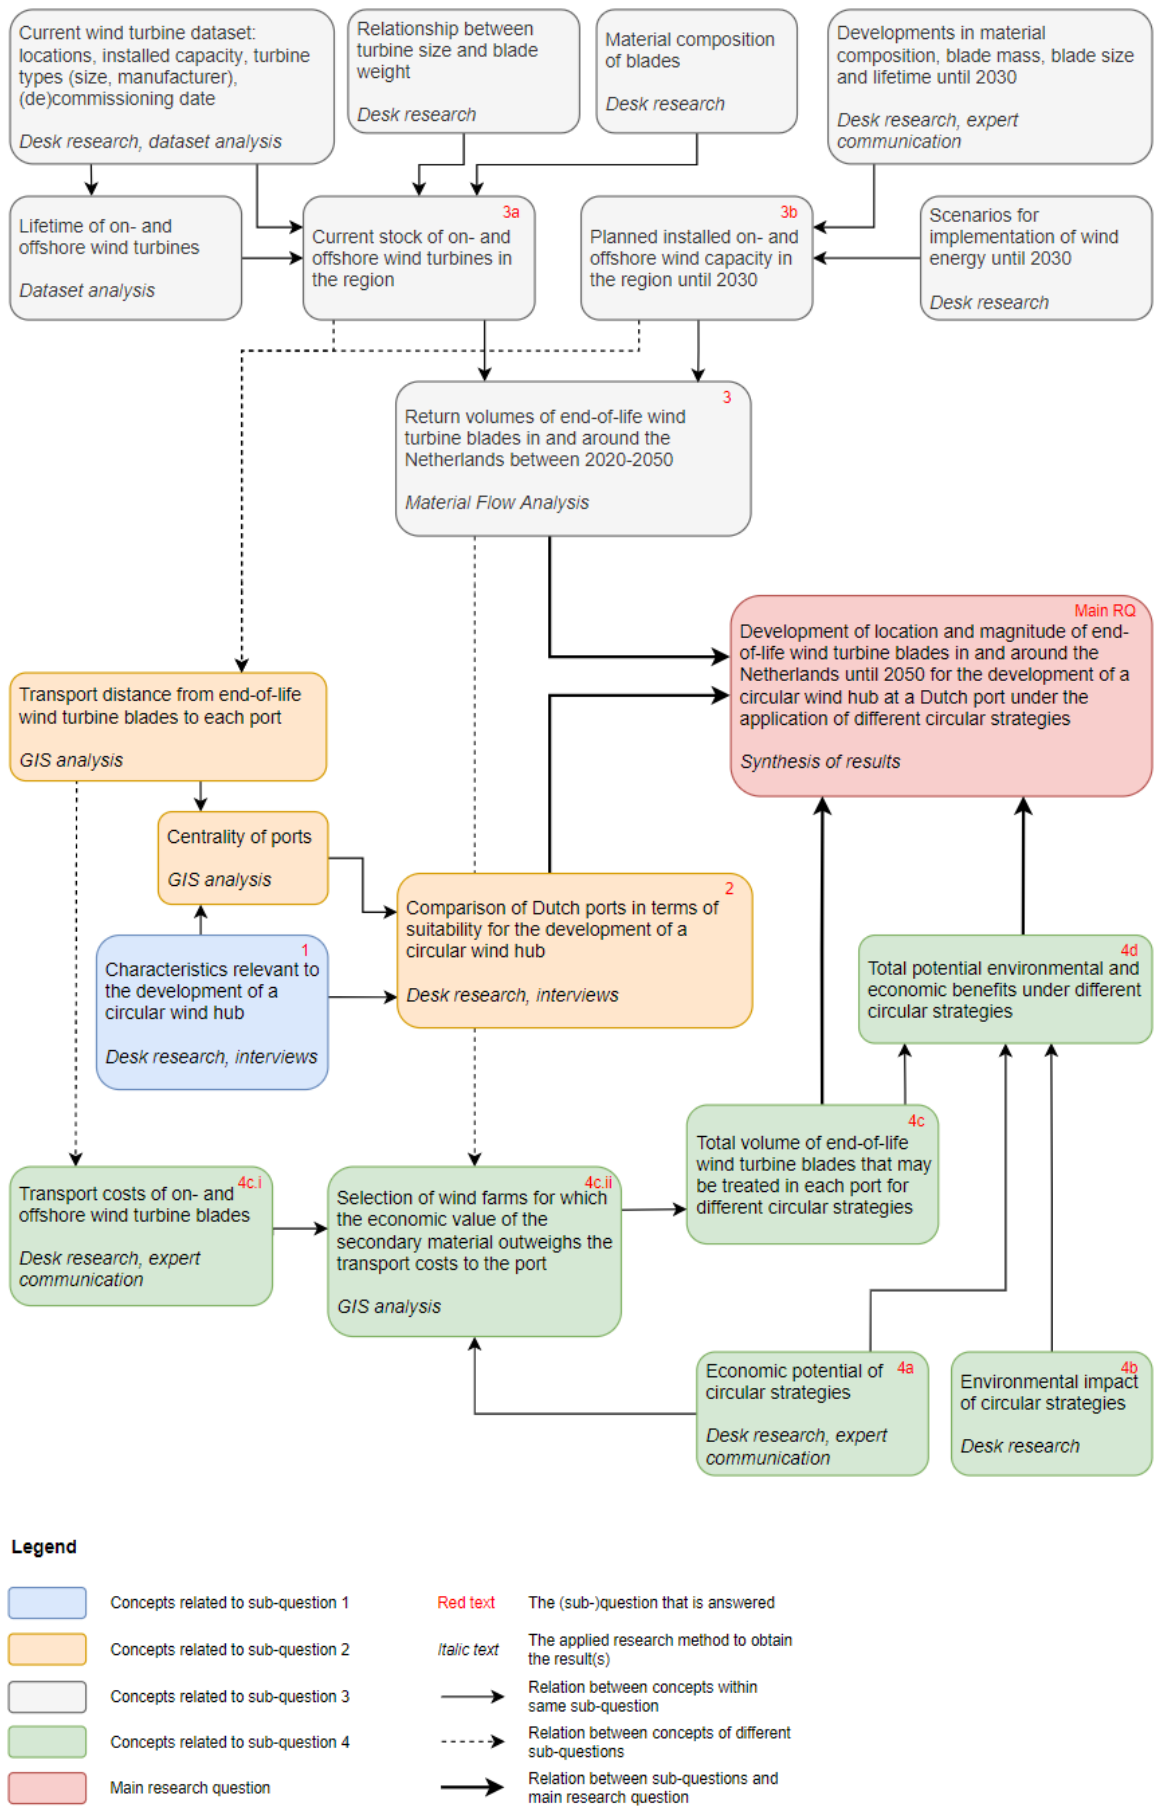 Current wind turbine dataset:
locations, installed capacity, turbine
types (size, manufacturer),
(de)commissioning date
Desk research, dataset analysis
Relationship between
turbine size and blade
weight
Desk research
Material composition
of blades
Desk research
Developments in material
composition, blade mass, blade size
and lifetime until 2030
Desk research, expert
communication
Lifetime of on- and
offshore wind turbines
Dataset analysis
3a
Current stock of on- and
offshore wind turbines in
the region
3b
Planned installed on- and
offshore wind capacity in
the region until 2030
Scenarios for
implementation of wind
energy until 2030
Desk research
3
Return volumes of end-of-life wind
turbine blades in and around the
Netherlands between 2020-2050
Material Flow Analysis
Main RQ
Development of location and magnitude of end-
of-life wind turbine blades in and around the
Netherlands until 2050 for the development of a
circular wind hub at a Dutch port under the
application of different circular strategies
Synthesis of results
Transport distance from end-of-life
wind turbine blades to each port
GIS analysis
Centrality of ports
GIS analysis
2
Comparison of Dutch ports in terms of
suitability for the development of a
circular wind hub
Desk research, interviews
1
Characteristics relevant to
the development of a
circular wind hub
Desk research, interviews
4d
Total potential environmental and
economic benefits under different
circular strategies
4c
Total volume of end-of-life
wind turbine blades that may
be treated in each port for
different circular strategies
4c.i
Transport costs of on- and
offshore wind turbine blades
Desk research, expert
communication
4c.ii
Selection of wind farms for which
the economic value of the
secondary material outweighs the
transport costs to the port
GIS analysis
4a
Economic potential of
circular strategies
Desk research, expert
communication
4b
Environmental impact
of circular strategies
Desk research
Legend
Concepts related to sub-question 1
Concepts related to sub-question 2
Concepts related to sub-question 3
Concepts related to sub-question 4
Main research question
Red text
The (sub-)question that is answered
Italic text
The applied research method to obtain
the result(s)
Relation between concepts within
same sub-question
Relation between concepts of different
sub-questions
Relation between sub-questions and
main research question